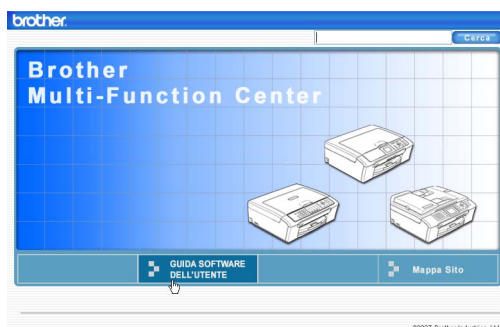 brother.
Cerca
Brother
Multi-Function Center
GUIDA SOFTWARE
DELL'UTENTE
Mappa Sito